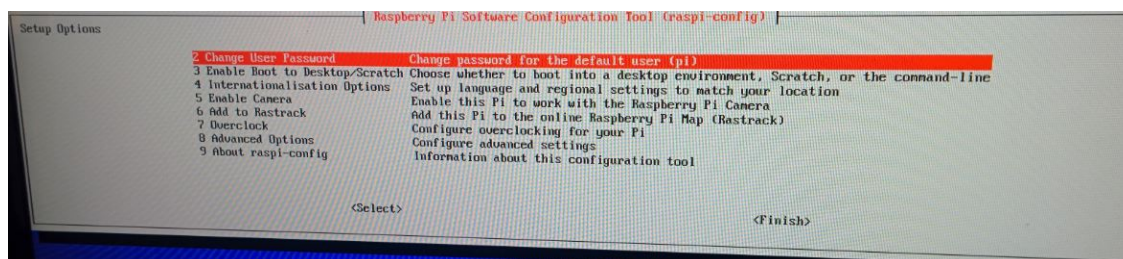 Raspberry Pi Software Configuration Tool (raspi-config)
Setup Options
2 Change User Password Change password for the default user (pi)
3 Enable Boot to Desktop/Scratch Choose whether to boot into a desktop environment, Scratch, or the command-line
4 Internationalisation Options Set up language and regional settings to match your location
5 Enable Camera Enable this Pi to work with the Raspberry Pi Camera
6 Add to Rastrack Add this Pi to the online Raspberry Pi Map (Rastrack)
7 Overclock Configure overclocking for your Pi
8 Advanced Options Configure advanced settings
9 About raspi-config Information about this configuration tool
<Select> <Finish>